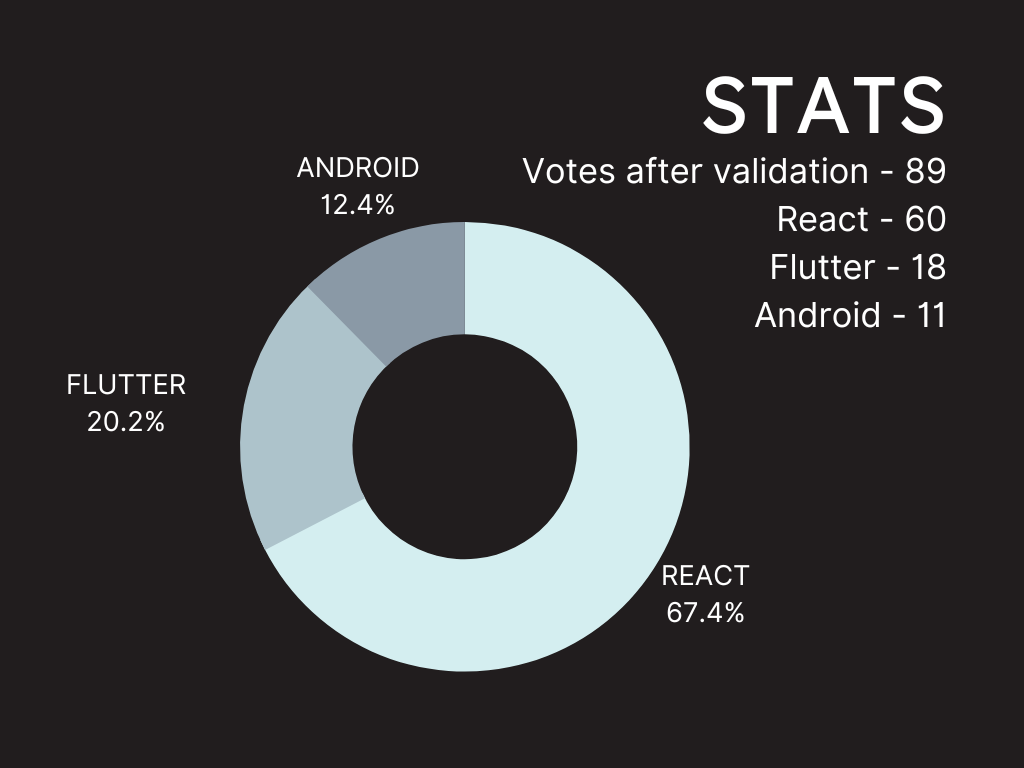 STATS
Votes after validation - 89
React - 60
Flutter - 18
Android - 11
ANDROID
12.4%
FLUTTER
20.2%
REACT
67.4%